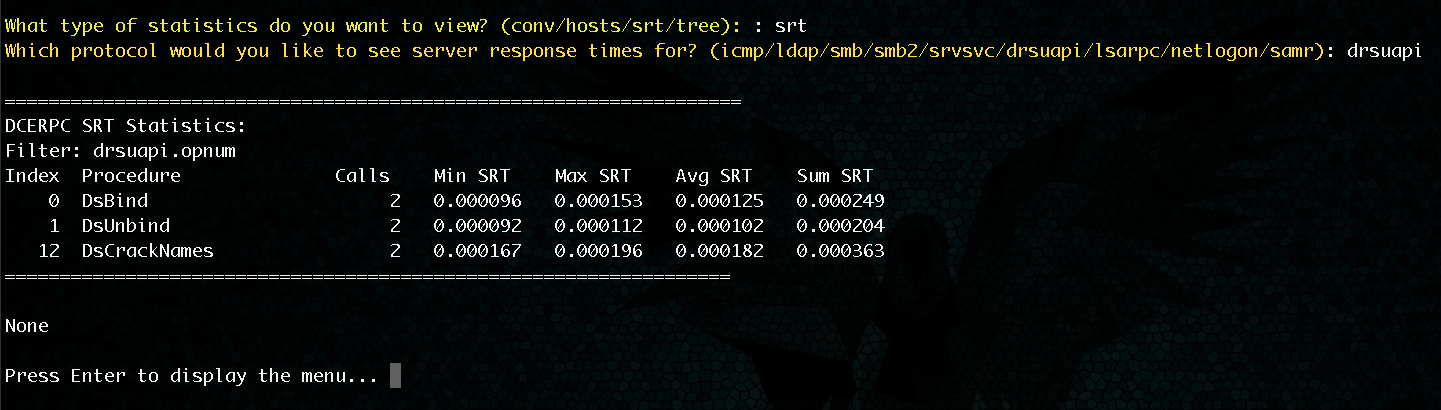 What type of statistics do you want to view? (conv/hosts/srt/tree): : srt
Which protocol would you like to see server response times for? (icmp/ldap/smb/smb2/srvsvc/drsuapi/lsarpc/netlogon/samr): drsuapi
===================================================================
DCERPC SRT Statistics:
Filter: drsuapi.opnum
Index  Procedure              Calls    Min SRT    Max SRT    Avg SRT    Sum SRT
    0  DsBind                      2   0.000096   0.000153   0.000125   0.000249
    1  DsUnbind                    2   0.000092   0.000112   0.000102   0.000204
   12  DsCrackNames                2   0.000167   0.000196   0.000182   0.000363
==================================================================
None
Press Enter to display the menu...